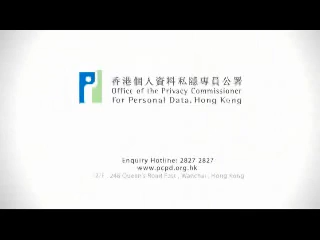 香港個人資料私隱專員公署
Office of the Privacy Commissioner
for Personal Data, Hong Kong
Enquiry Hotline: 2827 2827
www.pcpd.org.hk
248 Queen's Road East, Wanchai, Hong Kong